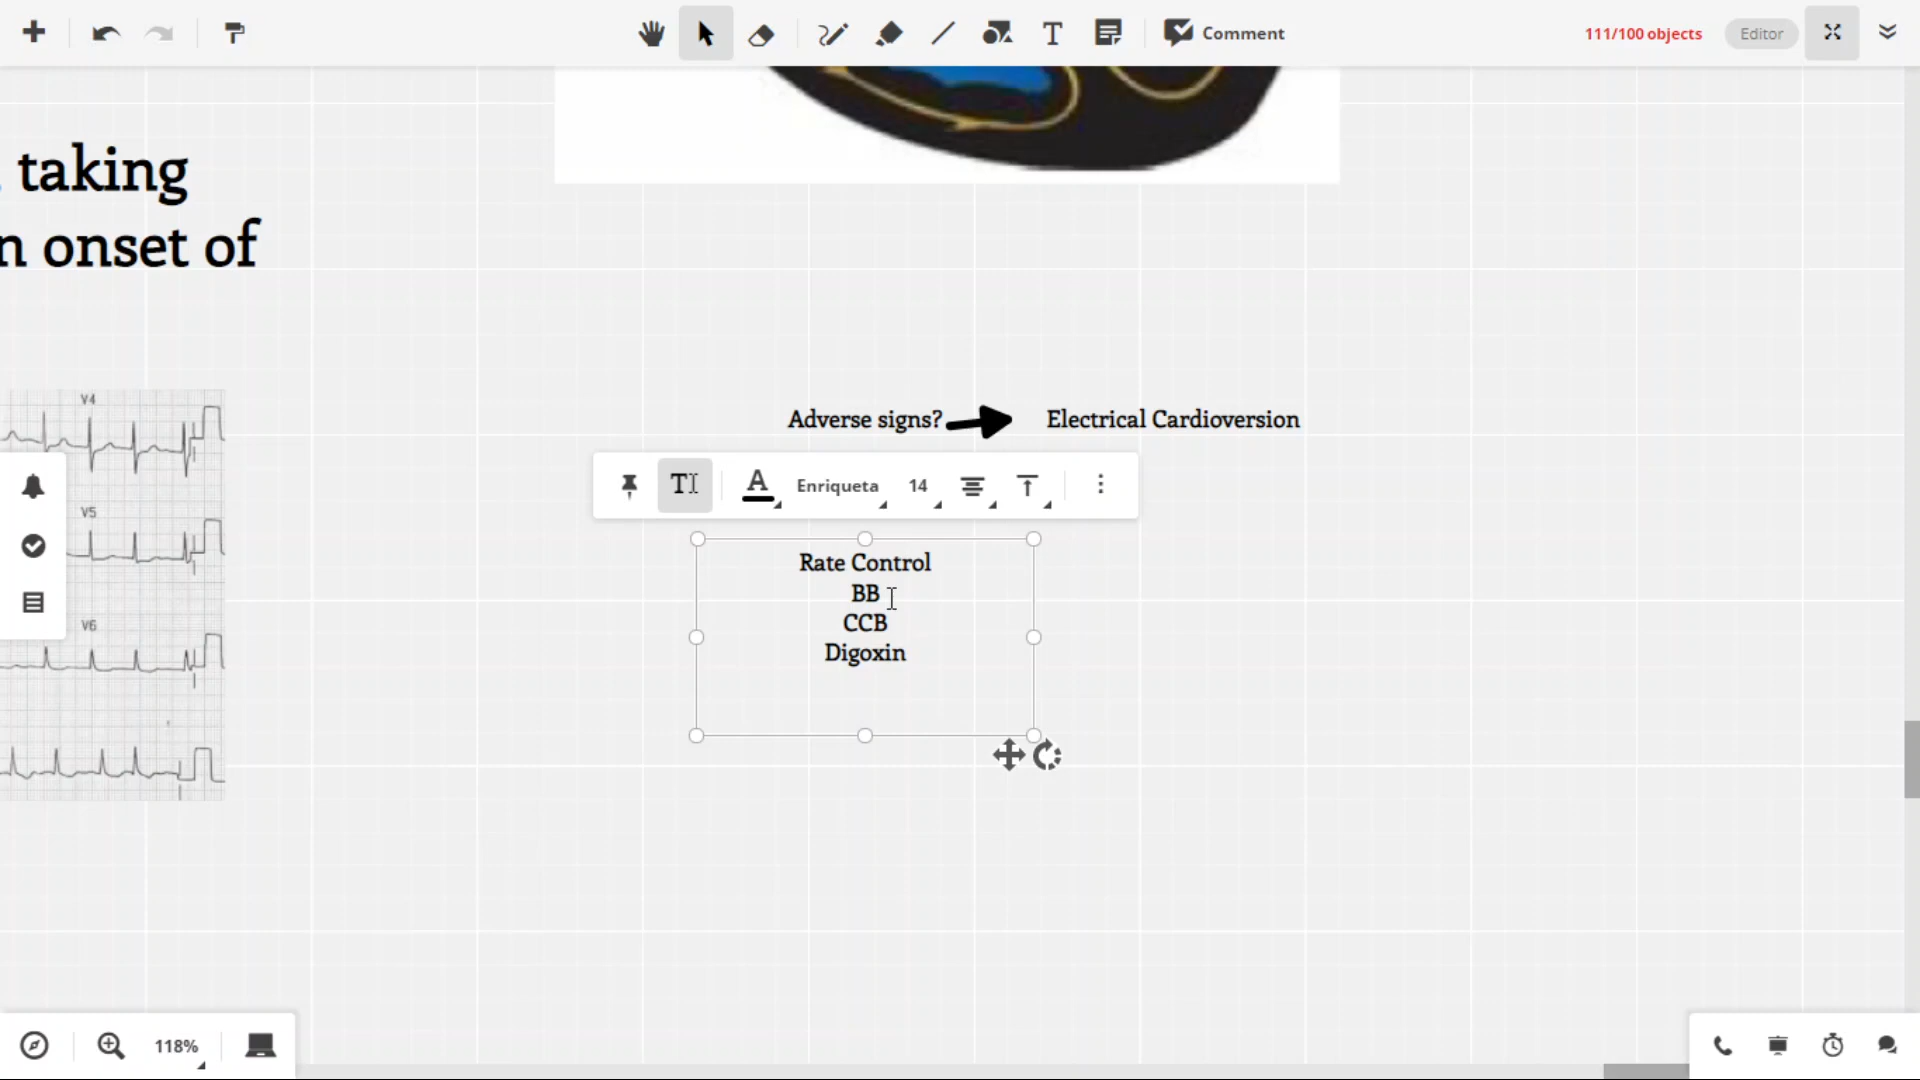 Comment
111/100 objects
Editor
taking
n onset of
V4
Adverse signs?
Electrical Cardioversion
Enriqueta
14
V5
Rate Control
BB
CCB
Digoxin
V6
118%